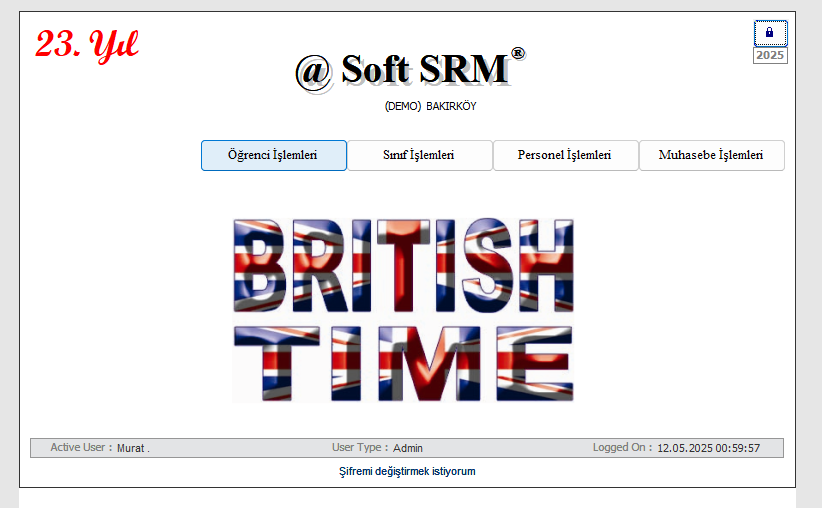 23. Yıl
2025
@ Soft SRM®
(DEMO) BAKIRKÖY
Öğrenci İşlemleri
Sınıf İşlemleri
Personel İşlemleri
Muhasebe İşlemleri
BRITISH
TIME
Active User : Murat .
User Type : Admin
Logged On : 12.05.2025 00:59:57
Şifremi değiştirmek istiyorum